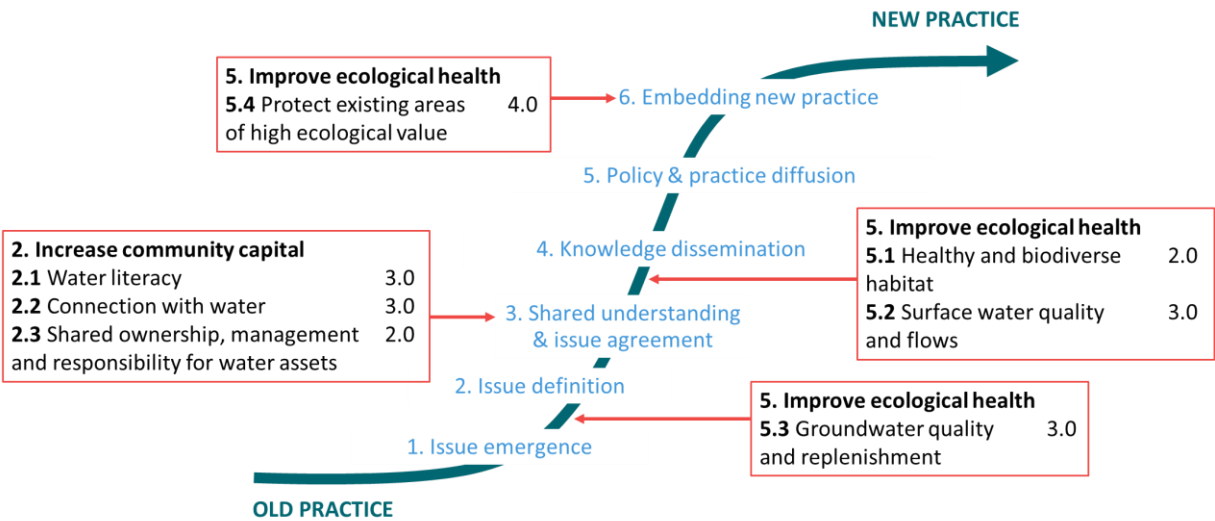 NEW PRACTICE
5. Improve ecological health
5.4 Protect existing areas 4.0
of high ecological value
6. Embedding new practice
5. Policy & practice diffusion
5. Improve ecological health
5.1 Healthy and biodiverse 2.0
habitat
5.2 Surface water quality 3.0
and flows
2. Increase community capital
2.1 Water literacy 3.0
2.2 Connection with water 3.0
2.3 Shared ownership, management 2.0
and responsibility for water assets
4. Knowledge dissemination
3. Shared understanding
& issue agreement
2. Issue definition
5. Improve ecological health
5.3 Groundwater quality 3.0
and replenishment
1. Issue emergence
OLD PRACTICE